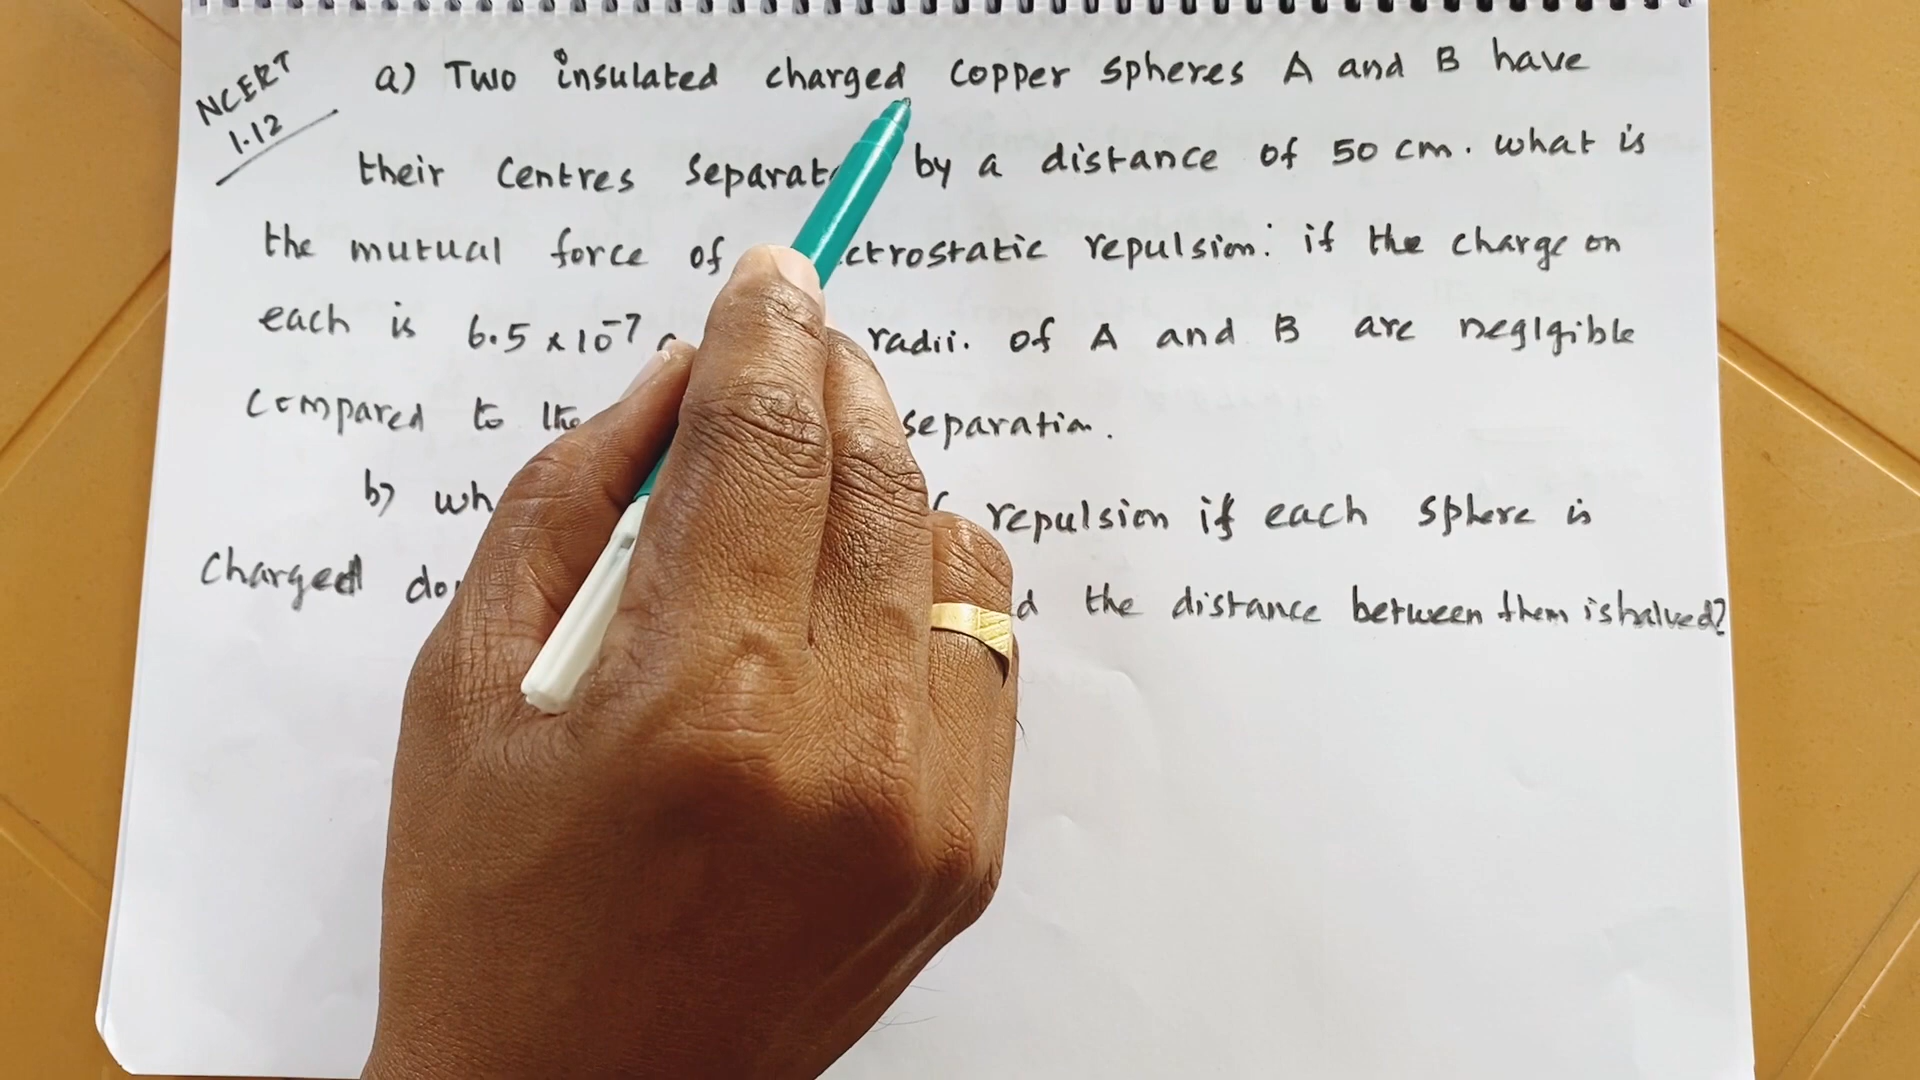 NCERT
1.12
a) Two insulated charged copper spheres A and B have
their centres separat by a distance of 50 cm. what is
the mutual force of ctrostatic repulsion: if the charge on
each is 6.5 x 10⁻⁷ radii. of A and B are neglgible
compared to the separation.
b) wh repulsion if each sphere is
charged do d the distance between them is halved?